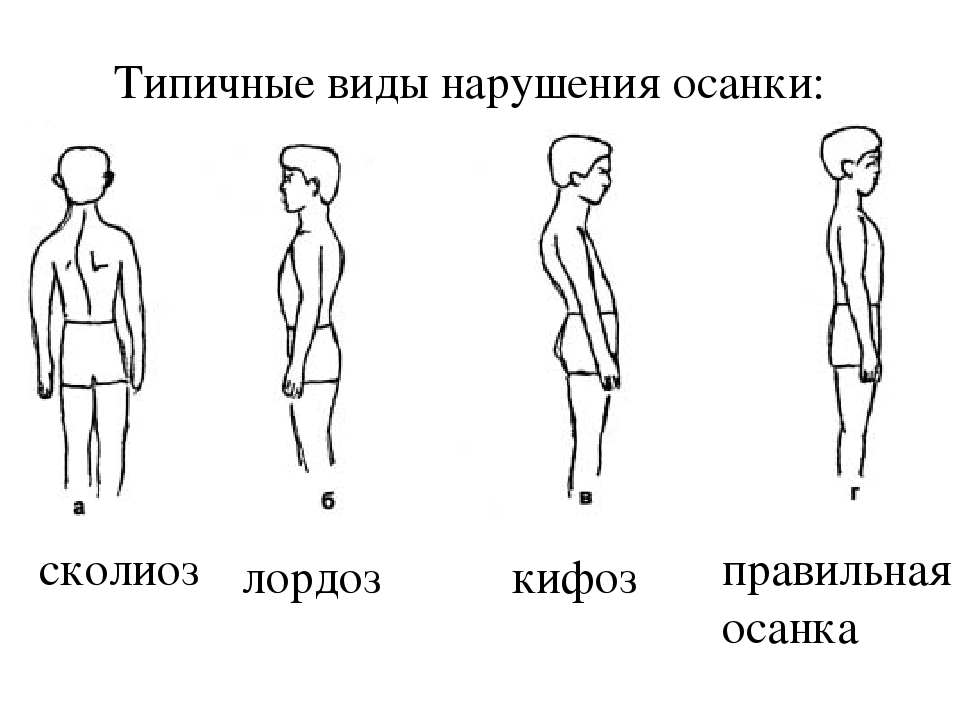 Типичные виды нарушения осанки:
а
б
в
г
сколиоз
лордоз
кифоз
правильная
осанка